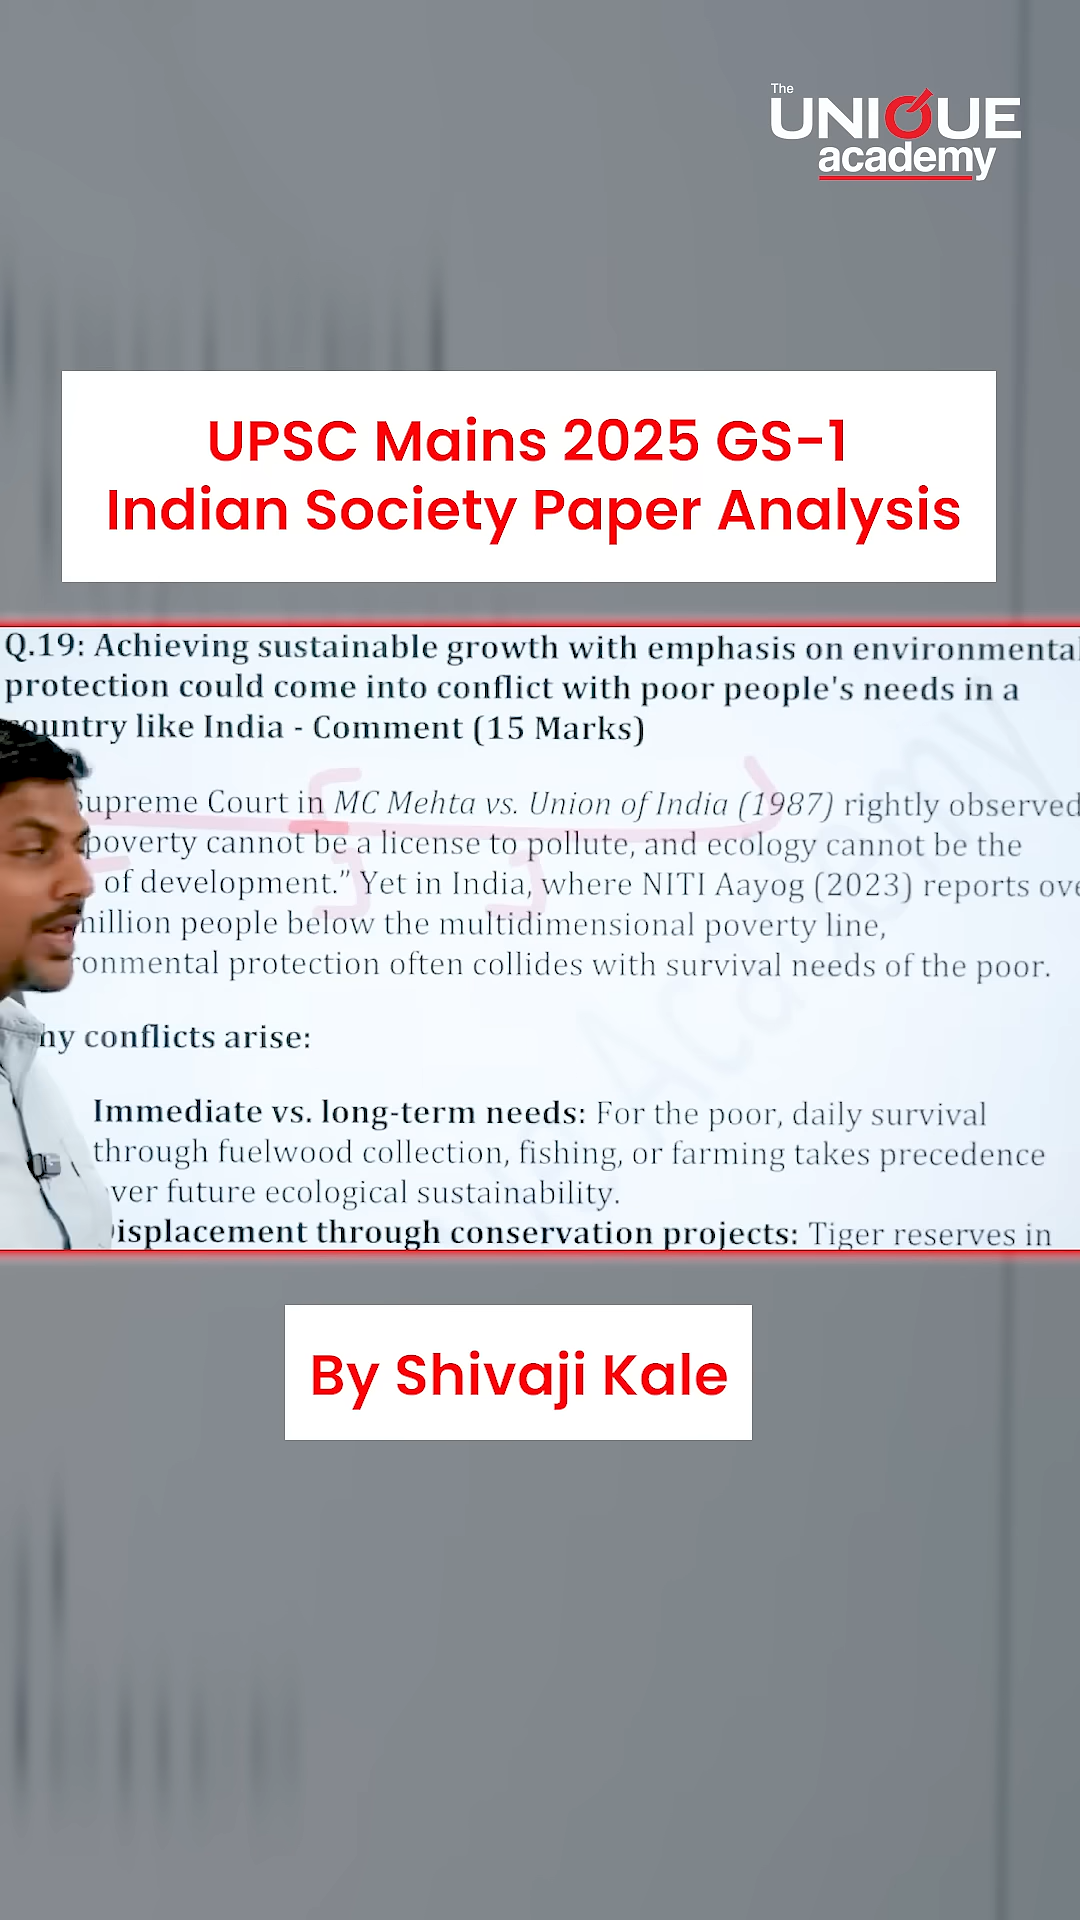 The
UNIQUE
academy
UPSC Mains 2025 GS-1
Indian Society Paper Analysis
Q.19: Achieving sustainable growth with emphasis on environmental
protection could come into conflict with poor people's needs in a
country like India - Comment (15 Marks)
Supreme Court in MC Mehta vs. Union of India (1987) rightly observed
poverty cannot be a license to pollute, and ecology cannot be the
of development.” Yet in India, where NITI Aayog (2023) reports
million people below the multidimensional poverty line,
ronmental protection often collides with survival needs of the poor.
hy conflicts arise:
Immediate vs. long-term needs: For the poor, daily survival
through fuelwood collection, fishing, or farming takes precedence
ver future ecological sustainability.
isplacement through conservation projects: Tiger reserves in
By Shivaji Kale